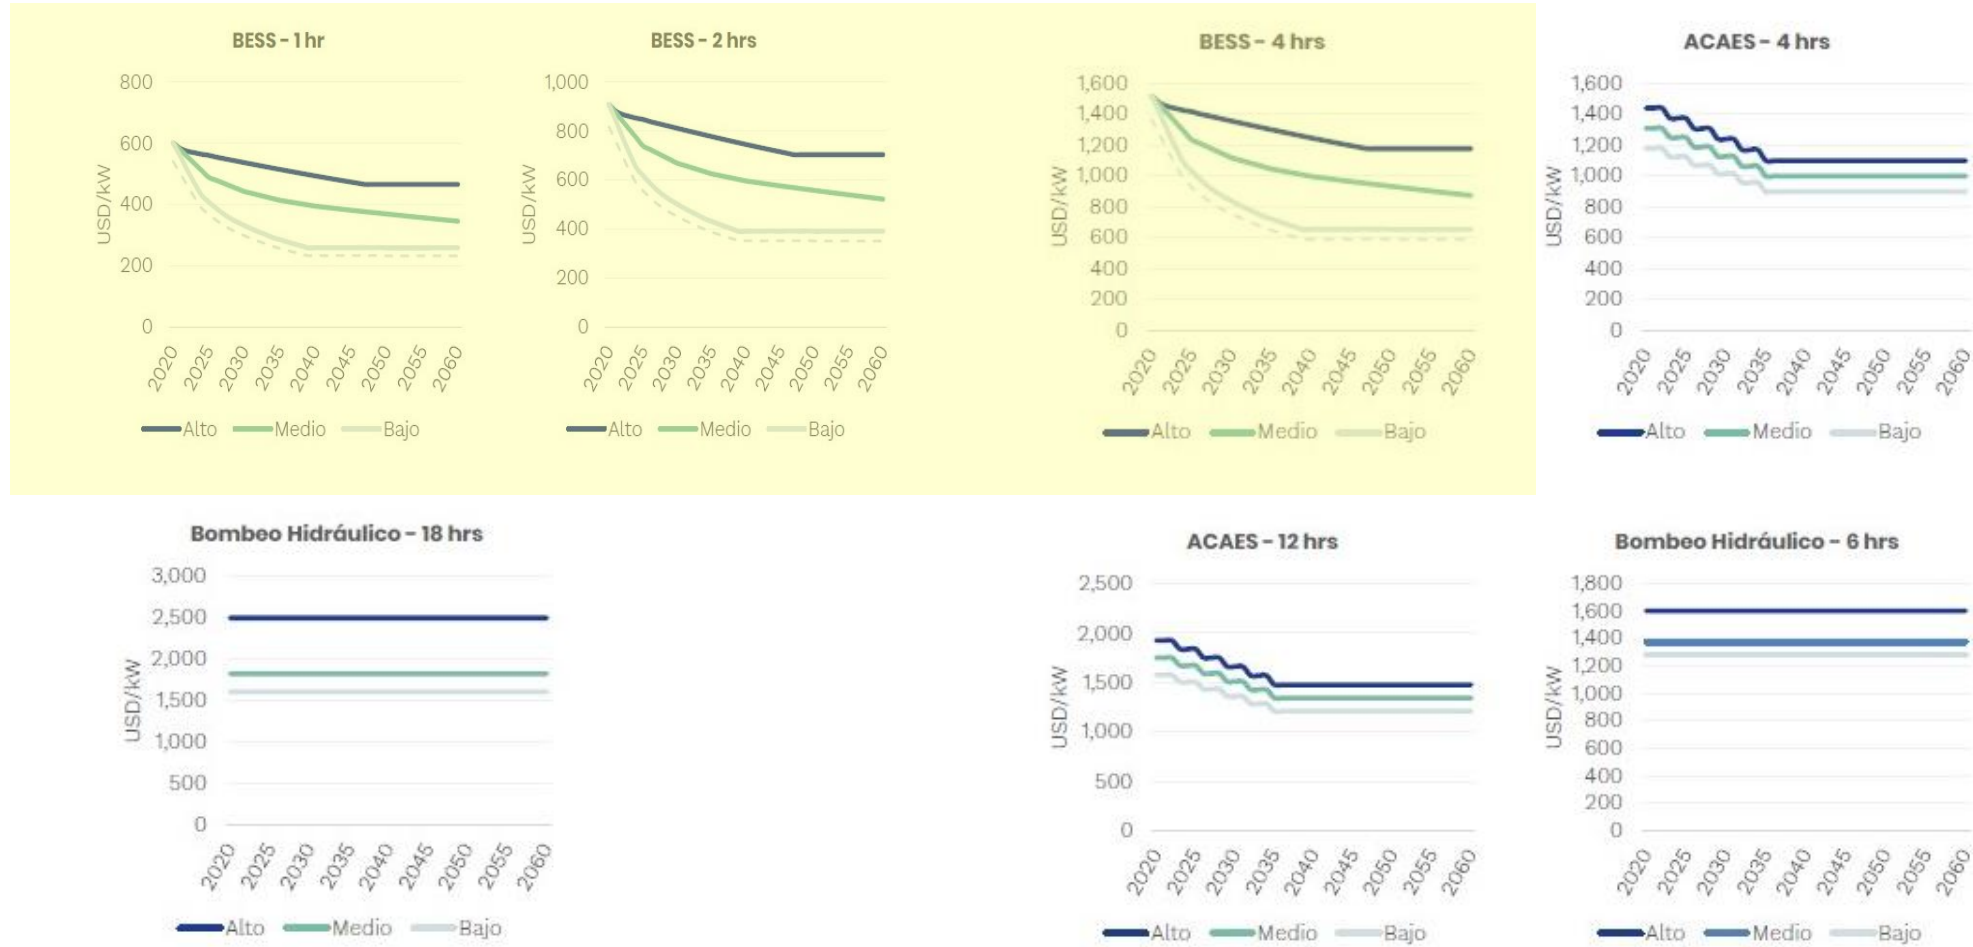 BESS - 1 hr
800
600
400
200
0
USD/kW
2020 2025 2030 2035 2040 2045 2050 2055 2060
Alto Medio Bajo
BESS - 2 hrs
1,000
800
600
400
200
0
USD/kW
2020 2025 2030 2035 2040 2045 2050 2055 2060
Alto Medio Bajo
BESS - 4 hrs
1,600
1,400
1,200
1,000
800
600
400
200
0
USD/kW
2020 2025 2030 2035 2040 2045 2050 2055 2060
Alto Medio Bajo
ACAES - 4 hrs
1,600
1,400
1,200
1,000
800
600
400
200
0
USD/kW
2020 2025 2030 2035 2040 2045 2050 2055 2060
Alto Medio Bajo
Bombeo Hidráulico - 18 hrs
3,000
2,500
2,000
1,500
1,000
500
0
USD/kW
2020 2025 2030 2035 2040 2045 2050 2055 2060
Alto Medio Bajo
ACAES - 12 hrs
2,500
2,000
1,500
1,000
500
0
USD/kW
2020 2025 2030 2035 2040 2045 2050 2055 2060
Alto Medio Bajo
Bombeo Hidráulico - 6 hrs
1,800
1,600
1,400
1,200
1,000
800
600
400
200
0
USD/kW
2020 2025 2030 2035 2040 2045 2050 2055 2060
Alto Medio Bajo